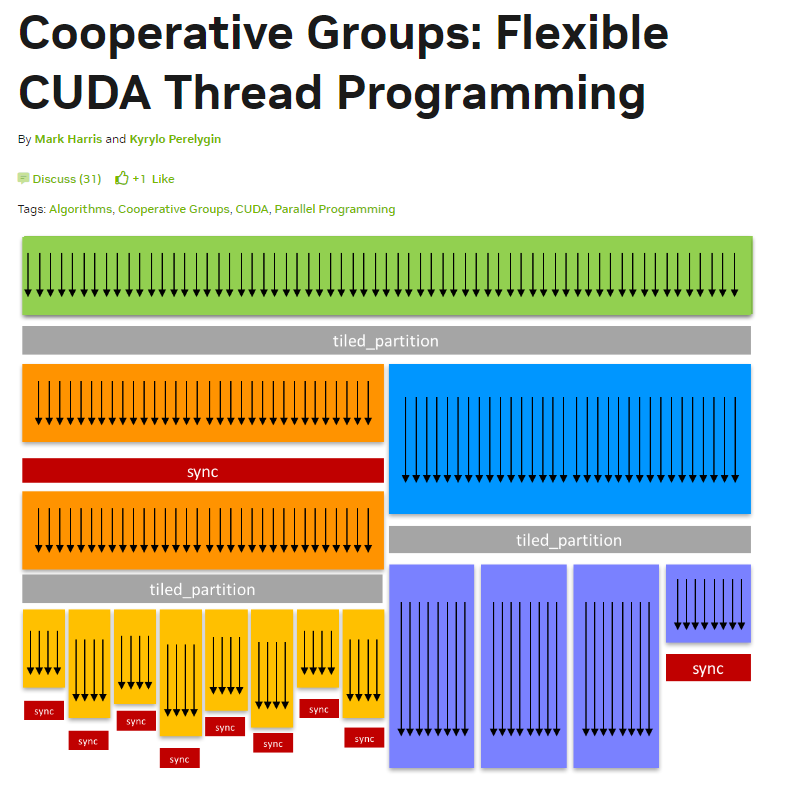 Cooperative Groups: Flexible
CUDA Thread Programming
By Mark Harris and Kyrylo Perelygin
Discuss (31) +1 Like
Tags: Algorithms, Cooperative Groups, CUDA, Parallel Programming
tiled_partition
sync
tiled_partition
tiled_partition
sync
sync
sync
sync
sync
sync
sync
sync
sync